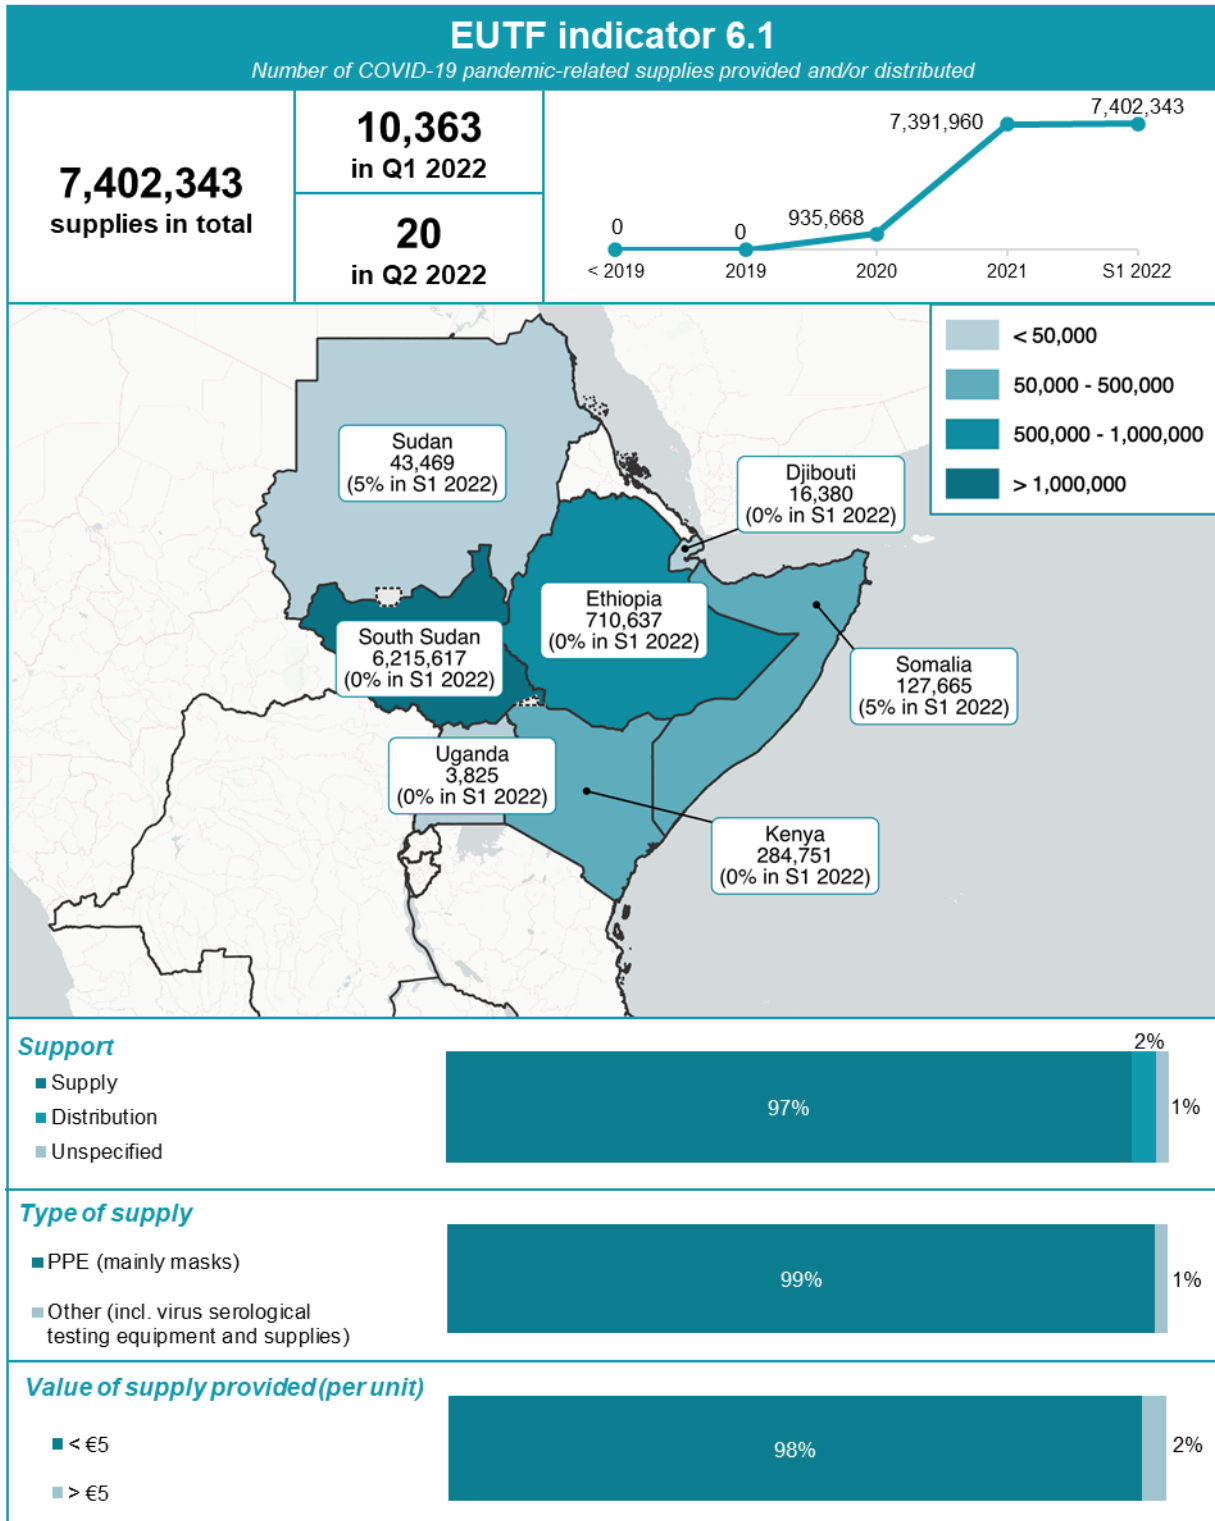 EUTF indicator 6.1
Number of COVID-19 pandemic-related supplies provided and/or distributed
7,402,343
supplies in total
10,363
in Q1 2022
20
in Q2 2022
0
0
935,668
7,391,960
7,402,343
< 2019
2019
2020
2021
S1 2022
< 50,000
50,000 - 500,000
500,000 - 1,000,000
> 1,000,000
Sudan
43,469
(5% in S1 2022)
Djibouti
16,380
(0% in S1 2022)
Ethiopia
710,637
(0% in S1 2022)
South Sudan
6,215,617
(0% in S1 2022)
Somalia
127,665
(5% in S1 2022)
Uganda
3,825
(0% in S1 2022)
Kenya
284,751
(0% in S1 2022)
Support
Supply
Distribution
Unspecified
97%
2%
1%
Type of supply
PPE (mainly masks)
Other (incl. virus serological
testing equipment and supplies)
99%
1%
Value of supply provided (per unit)
< €5
> €5
98%
2%